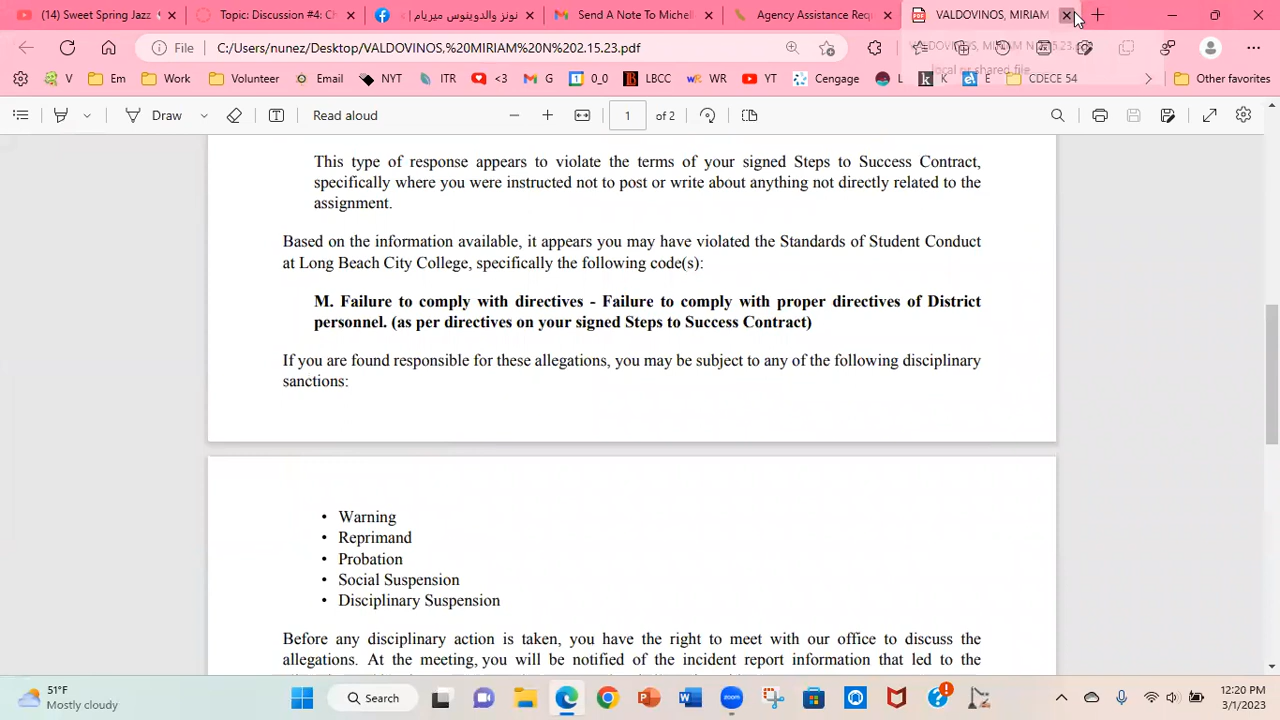 (14) Sweet Spring Jazz
Topic: Discussion #4: C
نونز والدوينوس ميريام | 
Send A Note To Michell
Agency Assistance Req
VALDOVINOS, MIRIAM
File C:/Users/nunez/Desktop/VALDOVINOS,%20MIRIAM%20N%202.15.23.pdf
VALDOVINOS, MIRIAM N 2.15.23.
local or shared file
V Em Work Volunteer Email NYT ITR <3 G 0_0 LBCC WR YT Cengage L K E CDECE 54 Other favorites
Draw Read aloud 1 of 2
This type of response appears to violate the terms of your signed Steps to Success Contract,
specifically where you were instructed not to post or write about anything not directly related to the
assignment.
Based on the information available, it appears you may have violated the Standards of Student Conduct
at Long Beach City College, specifically the following code(s):
M. Failure to comply with directives - Failure to comply with proper directives of District
personnel. (as per directives on your signed Steps to Success Contract)
If you are found responsible for these allegations, you may be subject to any of the following disciplinary
sanctions:
• Warning
• Reprimand
• Probation
• Social Suspension
• Disciplinary Suspension
Before any disciplinary action is taken, you have the right to meet with our office to discuss the
allegations. At the meeting, you will be notified of the incident report information that led to the
51°F
Mostly cloudy
Search
zoom
12:20 PM
3/1/2023